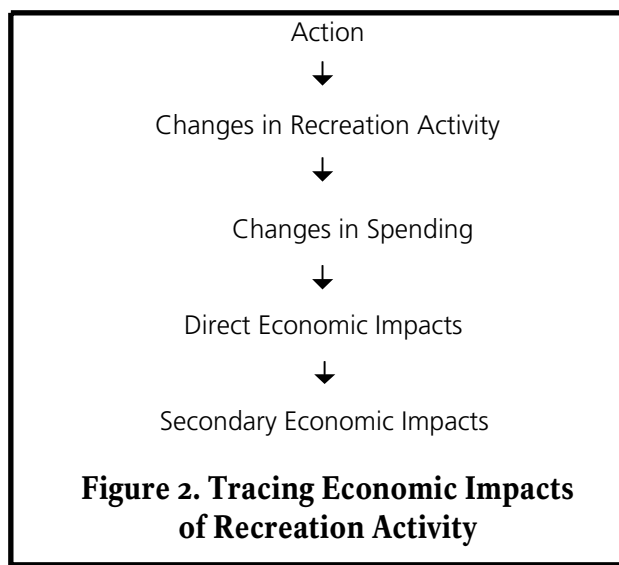 Action
Changes in Recreation Activity
Changes in Spending
Direct Economic Impacts
Secondary Economic Impacts
Figure 2. Tracing Economic Impacts
of Recreation Activity